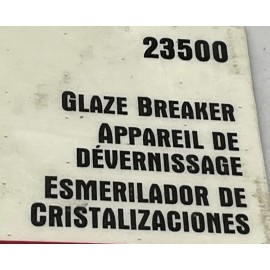 23500
GLAZE BREAKER
APPAREIL DE
DÉVERNISSAGE
ESMERILADOR DE
CRISTALIZACIONES